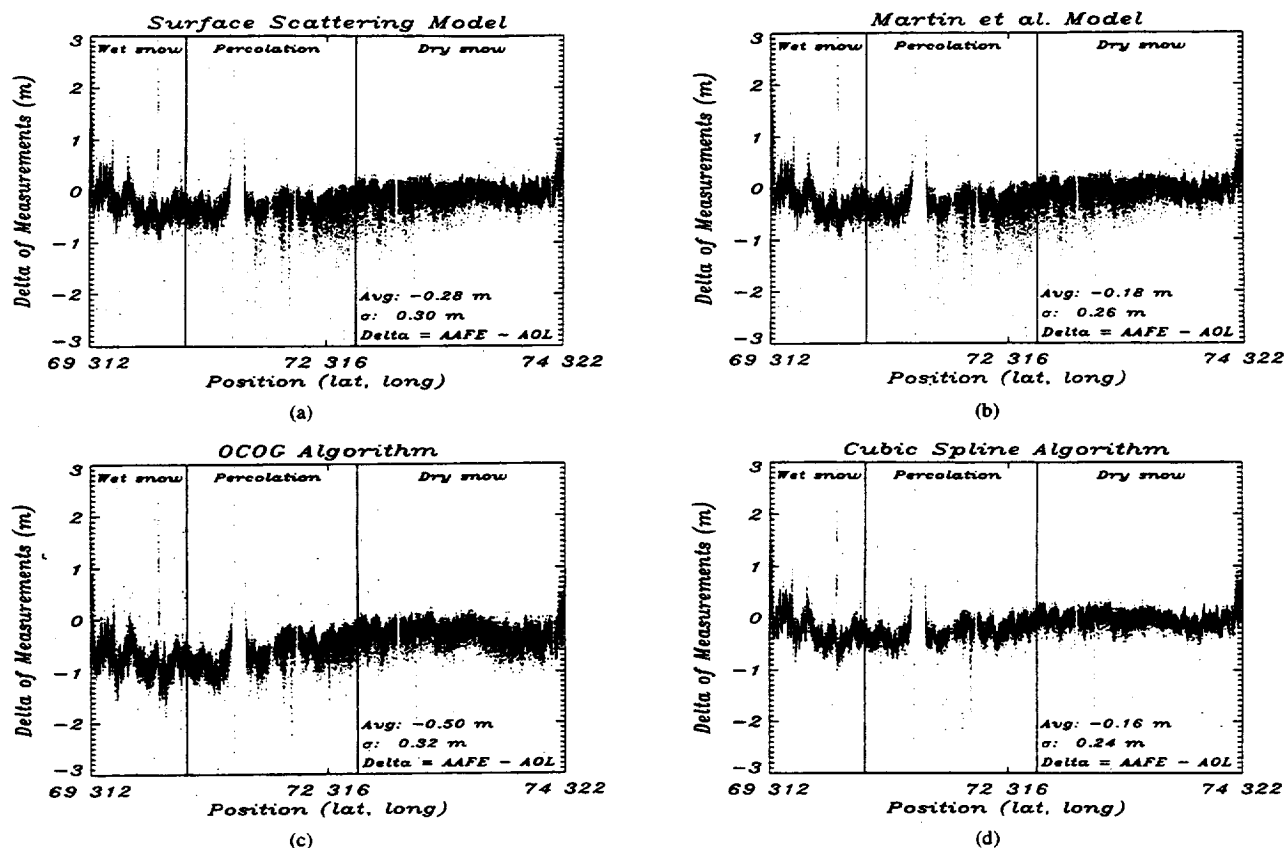 Surface Scattering Model
Wet snow Percolation Dry snow
3
2
1
0
-1
-2
-3
Delta of Measurements (m)
Avg: -0.28 m
σ: 0.30 m
Delta = AAFE - AOL
69 312 72 316 74 322
Position (lat, long)
(a)
Martin et al. Model
Wet snow Percolation Dry snow
3
2
1
0
-1
-2
-3
Delta of Measurements (m)
Avg: -0.18 m
σ: 0.26 m
Delta = AAFE - AOL
69 312 72 316 74 322
Position (lat, long)
(b)
OCOG Algorithm
Wet snow Percolation Dry snow
3
2
1
0
-1
-2
-3
Delta of Measurements (m)
Avg: -0.50 m
σ: 0.32 m
Delta = AAFE - AOL
69 312 72 316 74 322
Position (lat, long)
(c)
Cubic Spline Algorithm
Wet snow Percolation Dry snow
3
2
1
0
-1
-2
-3
Delta of Measurements (m)
Avg: -0.16 m
σ: 0.24 m
Delta = AAFE - AOL
69 312 72 316 74 322
Position (lat, long)
(d)